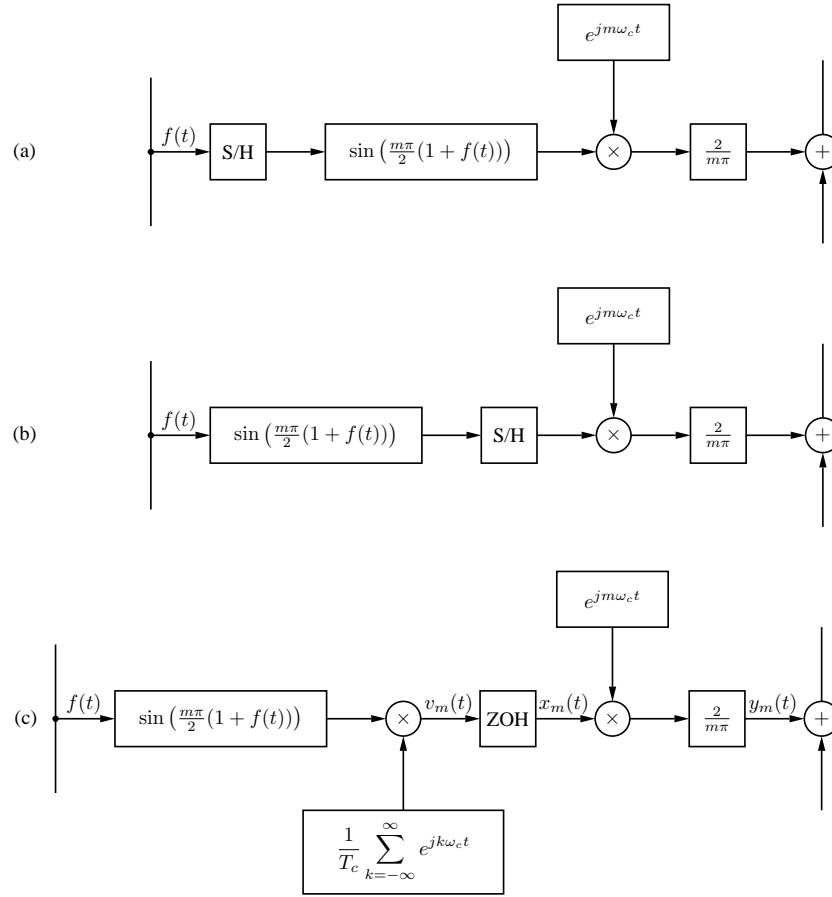 e^{jmω_c t}
(a)
f(t)
S/H
sin (mπ/2 (1 + f(t)))
×
2/mπ
+
e^{jmω_c t}
(b)
f(t)
sin (mπ/2 (1 + f(t)))
S/H
×
2/mπ
+
e^{jmω_c t}
(c)
f(t)
sin (mπ/2 (1 + f(t)))
×
v_m(t)
ZOH
x_m(t)
×
2/mπ
y_m(t)
+
1/T_c ∑_{k=-∞}^{∞} e^{jkω_c t}